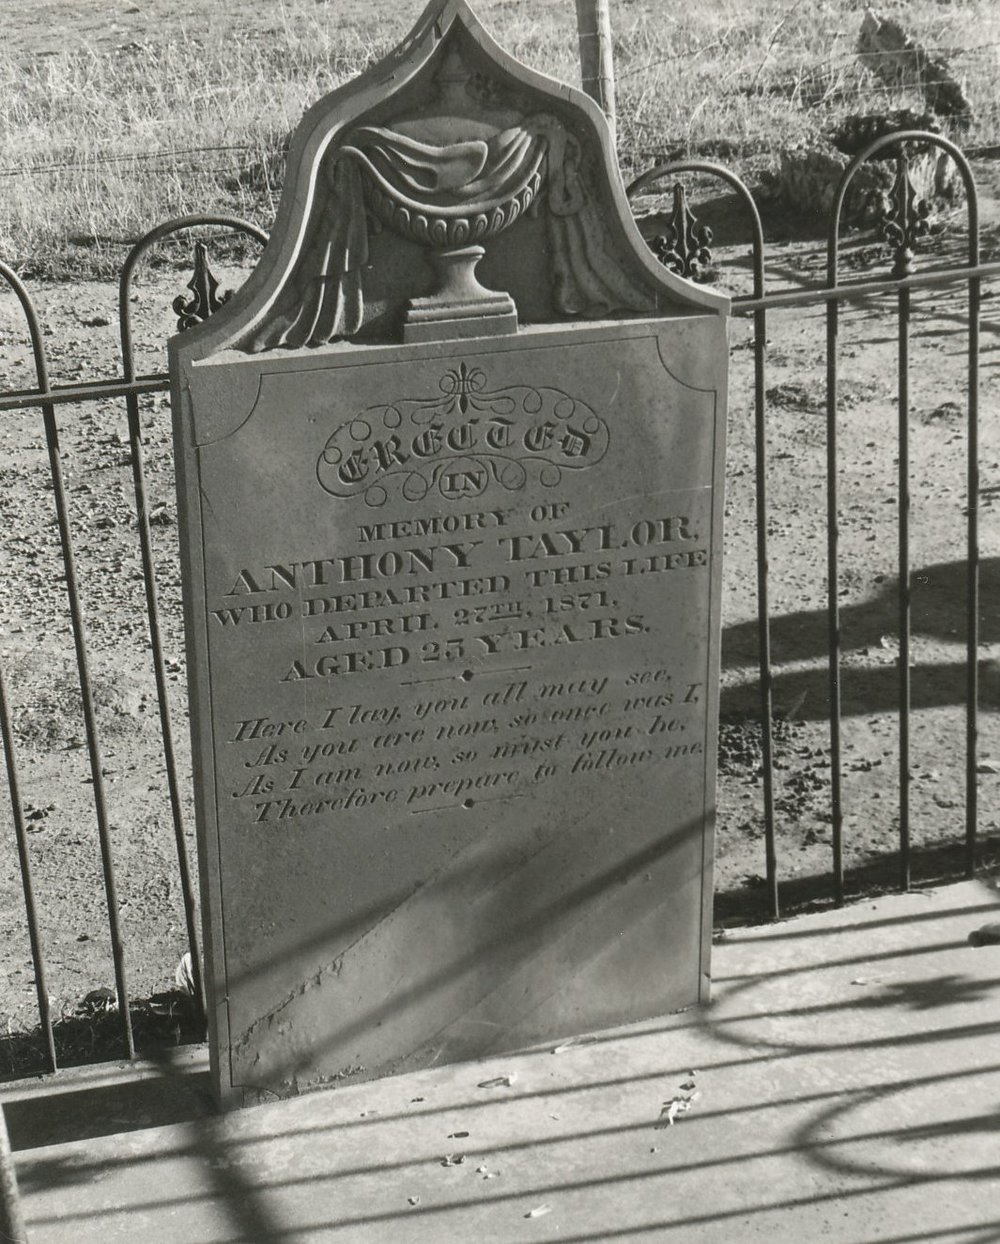 ERECTED
IN
MEMORY OF
ANTHONY TAYLOR,
WHO DEPARTED THIS LIFE
APRIL 27TH, 1871,
AGED 25 YEARS.
Here I lay, you all may see,
As you are now, so once was I,
As I am now, so must you be,
Therefore prepare to follow me.